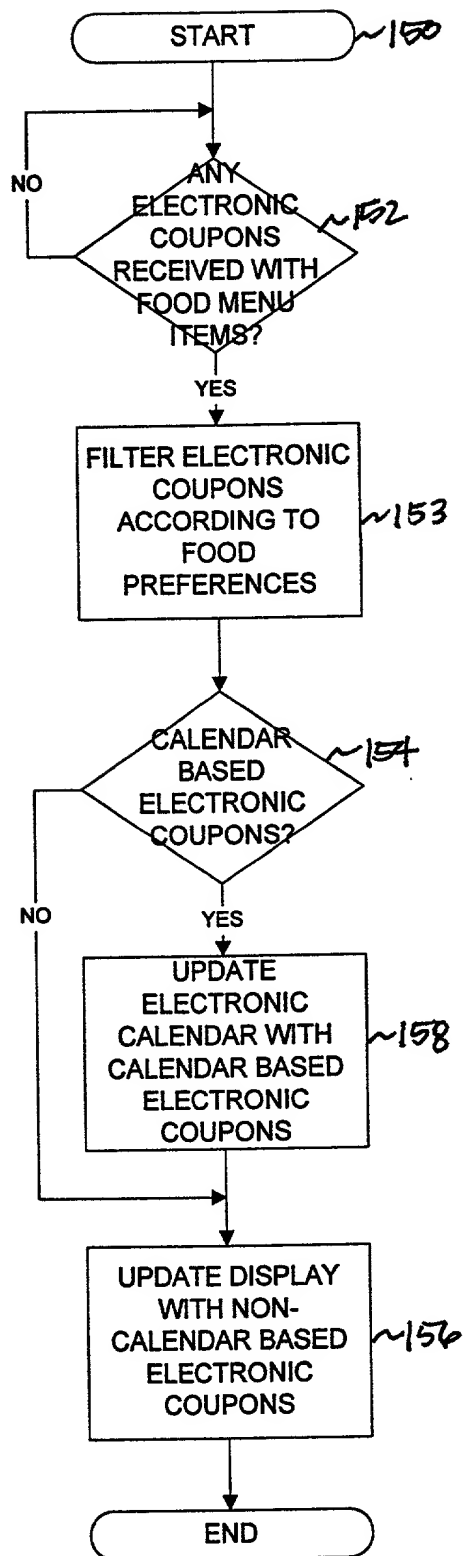 START
~150
NO
ANY
ELECTRONIC
COUPONS
RECEIVED WITH
FOOD MENU
ITEMS?
~152
YES
FILTER ELECTRONIC
COUPONS
ACCORDING TO
FOOD
PREFERENCES
~153
CALENDAR
BASED
ELECTRONIC
COUPONS?
~154
NO
YES
UPDATE
ELECTRONIC
CALENDAR WITH
CALENDAR BASED
ELECTRONIC
COUPONS
~158
UPDATE DISPLAY
WITH NON-
CALENDAR BASED
ELECTRONIC
COUPONS
~156
END